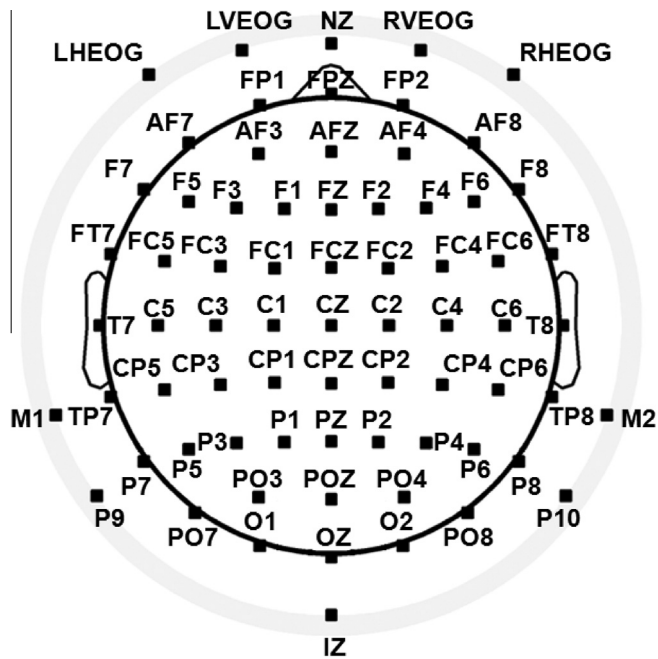 LVEOG NZ RVEOG
LHEOG RHEOG
FP1 FPZ FP2
AF7 AF3 AFZ AF4 AF8
F7 F5 F3 F1 FZ F2 F4 F6 F8
FT7 FC5 FC3 FC1 FCZ FC2 FC4 FC6 FT8
T7 C5 C3 C1 CZ C2 C4 C6 T8
CP5 CP3 CP1 CPZ CP2 CP4 CP6
M1 TP7 TP8 M2
P7 P5 P3 P1 PZ P2 P4 P6 P8
P9 PO3 POZ PO4 P10
PO7 O1 OZ O2 PO8
IZ